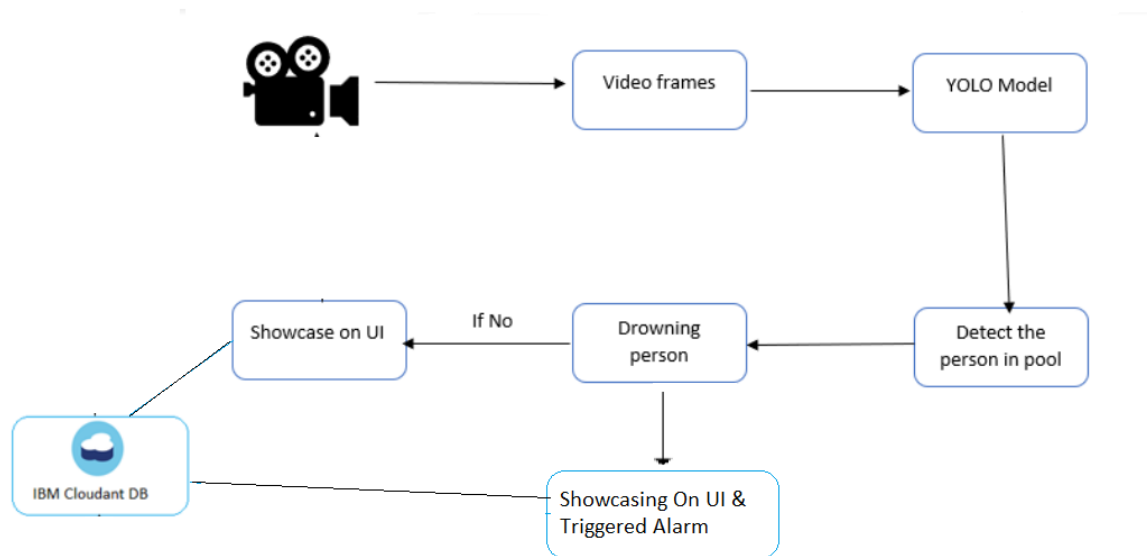 Video frames
YOLO Model
Showcase on UI
If No
Drowning
person
Detect the
person in pool
IBM Cloudant DB
Showcasing On UI &
Triggered Alarm